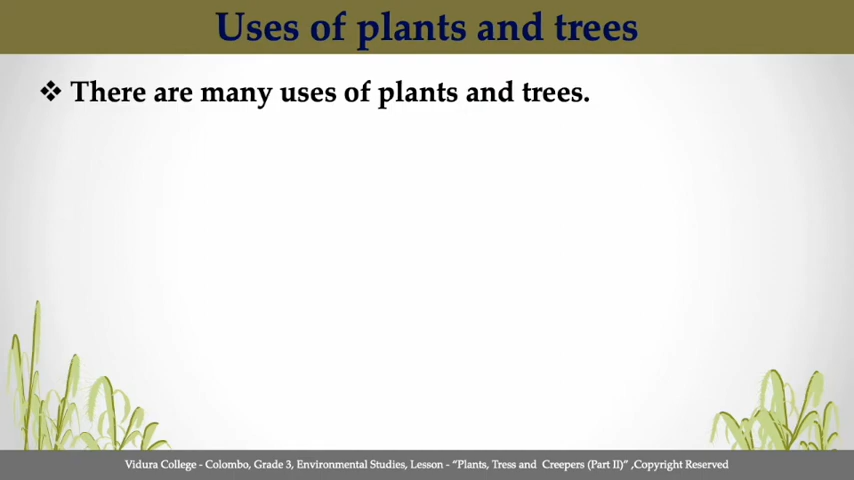 Uses of plants and trees
❖ There are many uses of plants and trees.
Vidura College - Colombo, Grade 3, Environmental Studies, Lesson - “Plants, Tress and Creepers (Part II)” ,Copyright Reserved